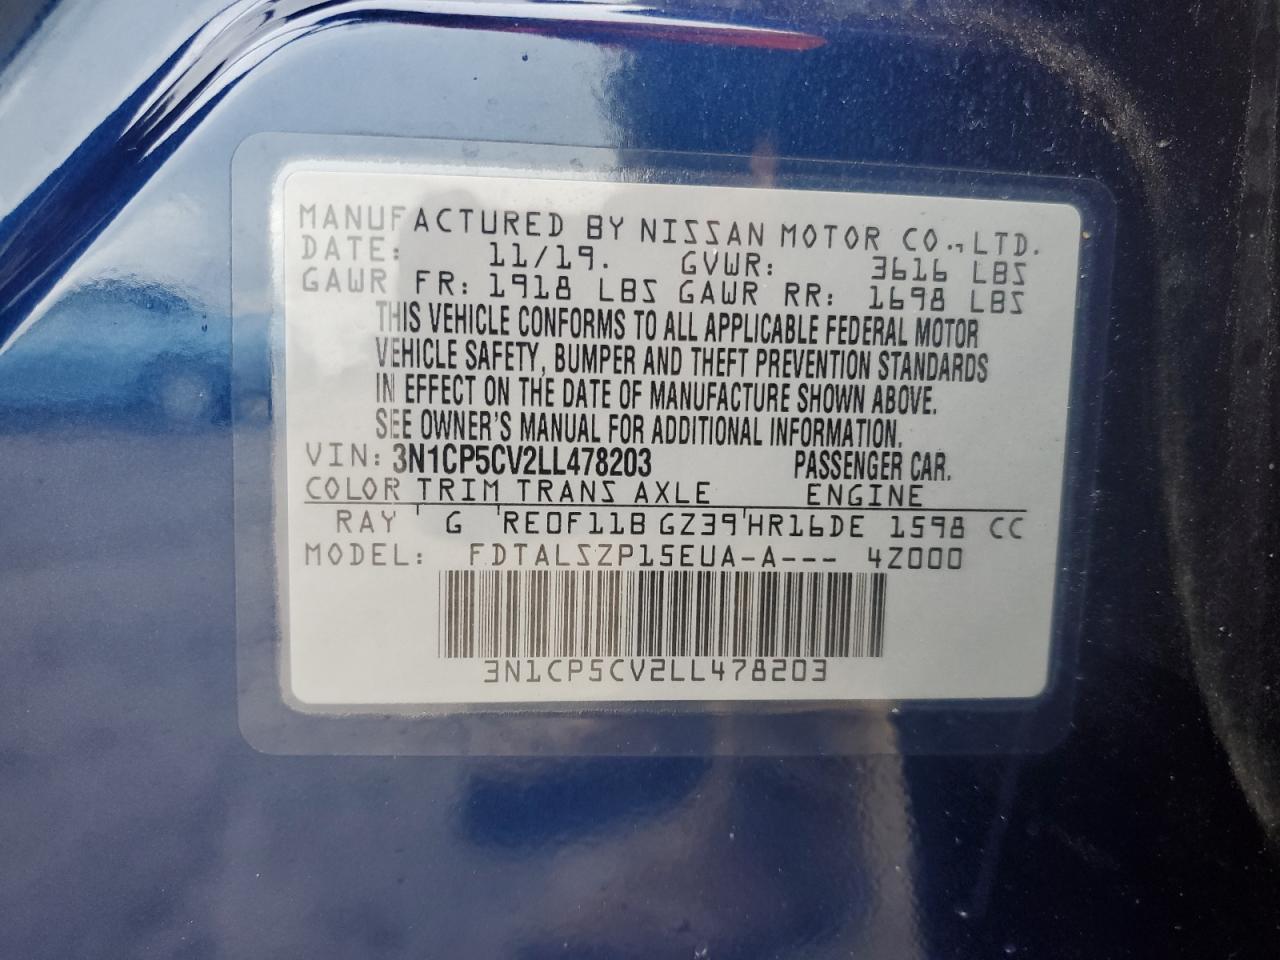 MANUFACTURED BY NISSAN MOTOR CO.,LTD.
DATE: 11/19. GVWR: 3616 LBS
GAWR FR: 1918 LBS GAWR RR: 1698 LBS
THIS VEHICLE CONFORMS TO ALL APPLICABLE FEDERAL MOTOR
VEHICLE SAFETY, BUMPER AND THEFT PREVENTION STANDARDS
IN EFFECT ON THE DATE OF MANUFACTURE SHOWN ABOVE.
SEE OWNER'S MANUAL FOR ADDITIONAL INFORMATION.
VIN: 3N1CP5CV2LL478203 PASSENGER CAR.
COLOR TRIM TRANS AXLE ENGINE
RAY G RE0F11B GZ39 HR16DE 1598 CC
MODEL: FDTALSZP15EUA-A--- 4Z000
3N1CP5CV2LL478203